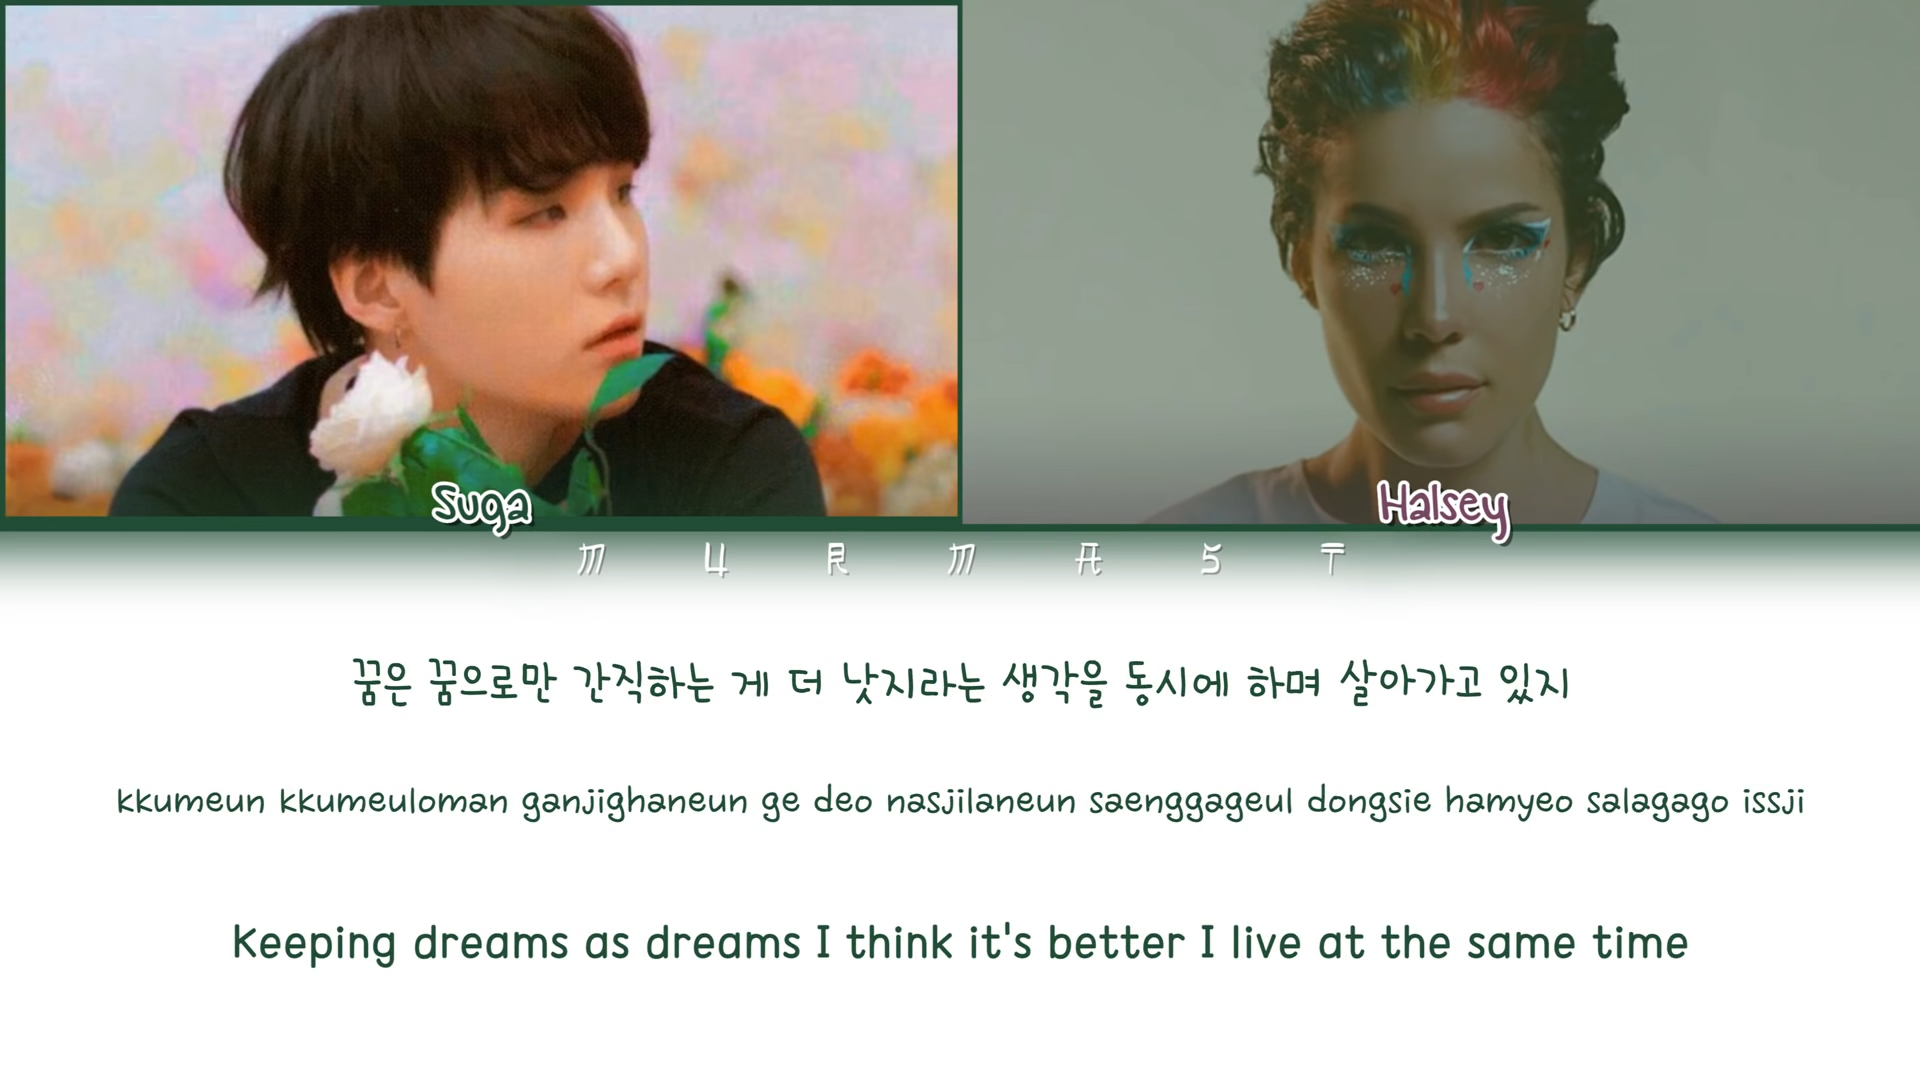 Suga
Halsey
M U R M A S T
꿈은 꿈으로만 간직하는 게 더 낫지라는 생각을 동시에 하며 살아가고 있지
kkumeun kkumeuloman ganjighaneun ge deo nasjilaneun saenggageul dongsie hamyeo salagago issji
Keeping dreams as dreams I think it's better I live at the same time